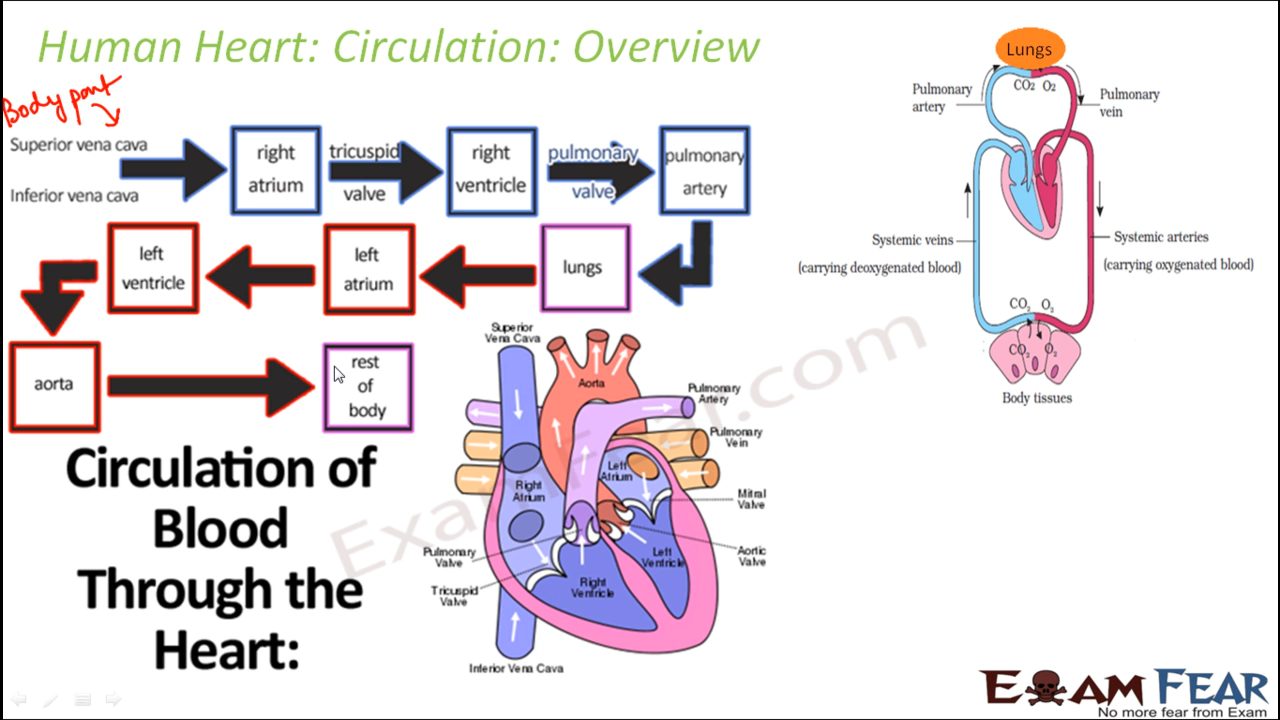 Human Heart: Circulation: Overview
Body part
Superior vena cava
Inferior vena cava
right
atrium
tricuspid
valve
right
ventricle
pulmonary
valve
pulmonary
artery
left
ventricle
left
atrium
lungs
aorta
rest
of
body
Circulation of
Blood
Through the
Heart:
Superior
Vena Cava
Aorta
Pulmonary
Artery
Pulmonary
Vein
Left
Atrium
Right
Atrium
Mitral
Valve
Pulmonary
Valve
Aortic
Valve
Left
Ventricle
Tricuspid
Valve
Right
Ventricle
Inferior Vena Cava
ExamFear.com
Lungs
Pulmonary
artery
CO2 O2
Pulmonary
vein
Systemic veins
(carrying deoxygenated blood)
Systemic arteries
(carrying oxygenated blood)
CO2 O2
CO2 O2
Body tissues
EXAM FEAR
No more fear from Exam